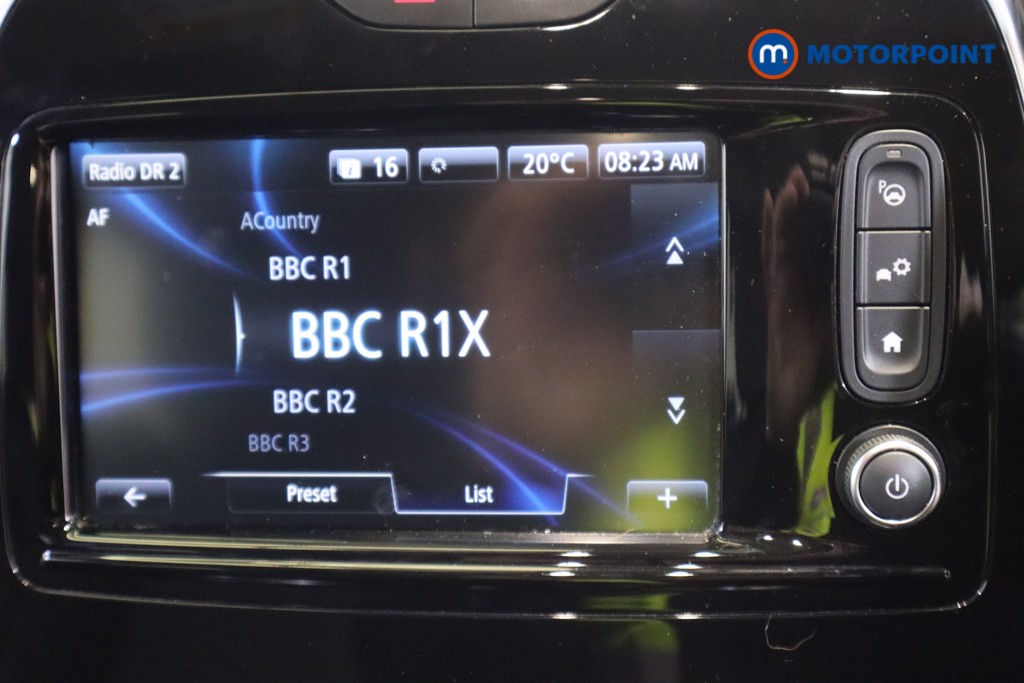 m MOTORPOINT
Radio DR 2
7 16
20°C
08:23 AM
AF
ACountry
BBC R1
BBC R1X
BBC R2
BBC R3
Preset
List
+
P